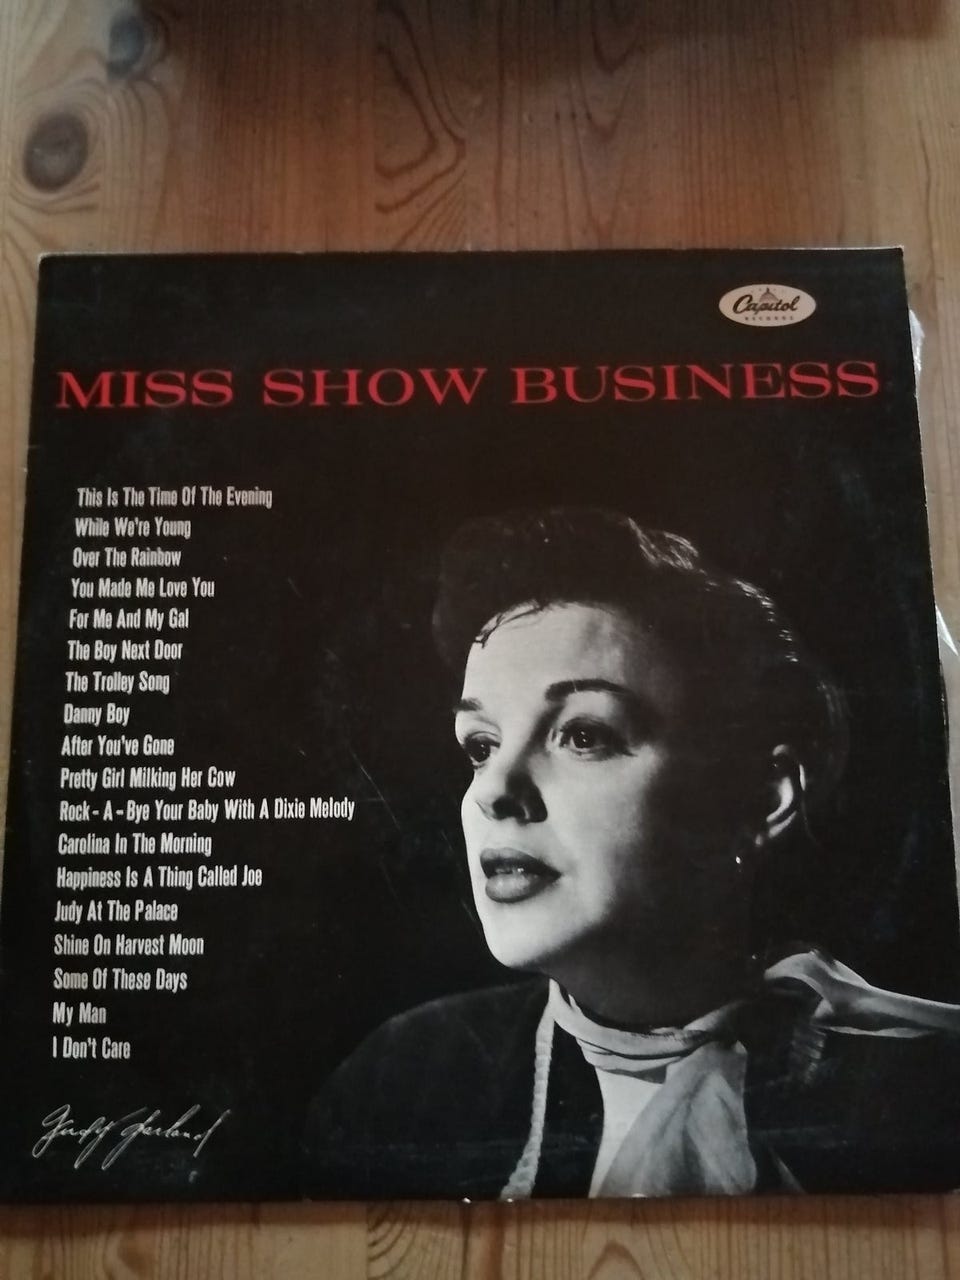 Capitol
RECORDS
MISS SHOW BUSINESS
This Is The Time Of The Evening
While We're Young
Over The Rainbow
You Made Me Love You
For Me And My Gal
The Boy Next Door
The Trolley Song
Danny Boy
After You've Gone
Pretty Girl Milking Her Cow
Rock-A-Bye Your Baby With A Dixie Melody
Carolina In The Morning
Happiness Is A Thing Called Joe
Judy At The Palace
Shine On Harvest Moon
Some Of These Days
My Man
I Don't Care
Judy Garland